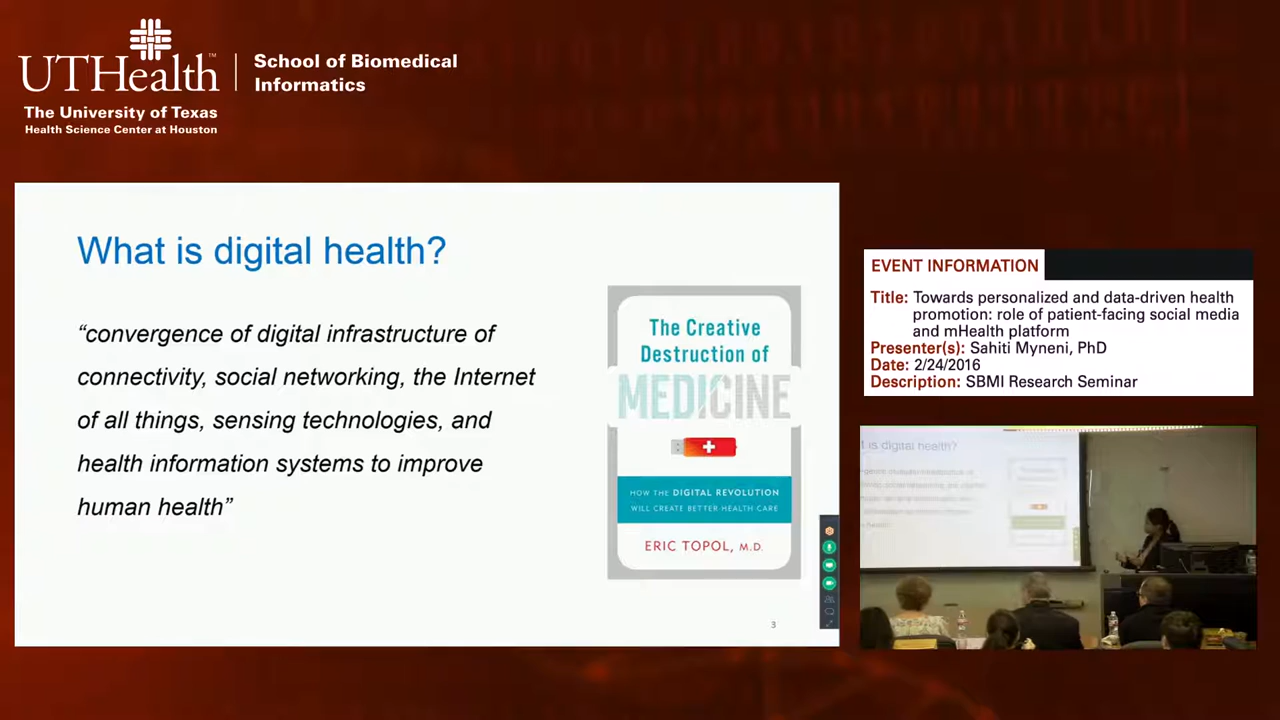 UTHealth™
The University of Texas
Health Science Center at Houston
School of Biomedical
Informatics
What is digital health?
“convergence of digital infrastructure of
connectivity, social networking, the Internet
of all things, sensing technologies, and
health information systems to improve
human health”
The Creative
Destruction of
MEDICINE
HOW THE DIGITAL REVOLUTION
WILL CREATE BETTER HEALTH CARE
ERIC TOPOL, M.D.
3
EVENT INFORMATION
Title: Towards personalized and data-driven health
promotion: role of patient-facing social media
and mHealth platform
Presenter(s): Sahiti Myneni, PhD
Date: 2/24/2016
Description: SBMI Research Seminar
t is digital health?